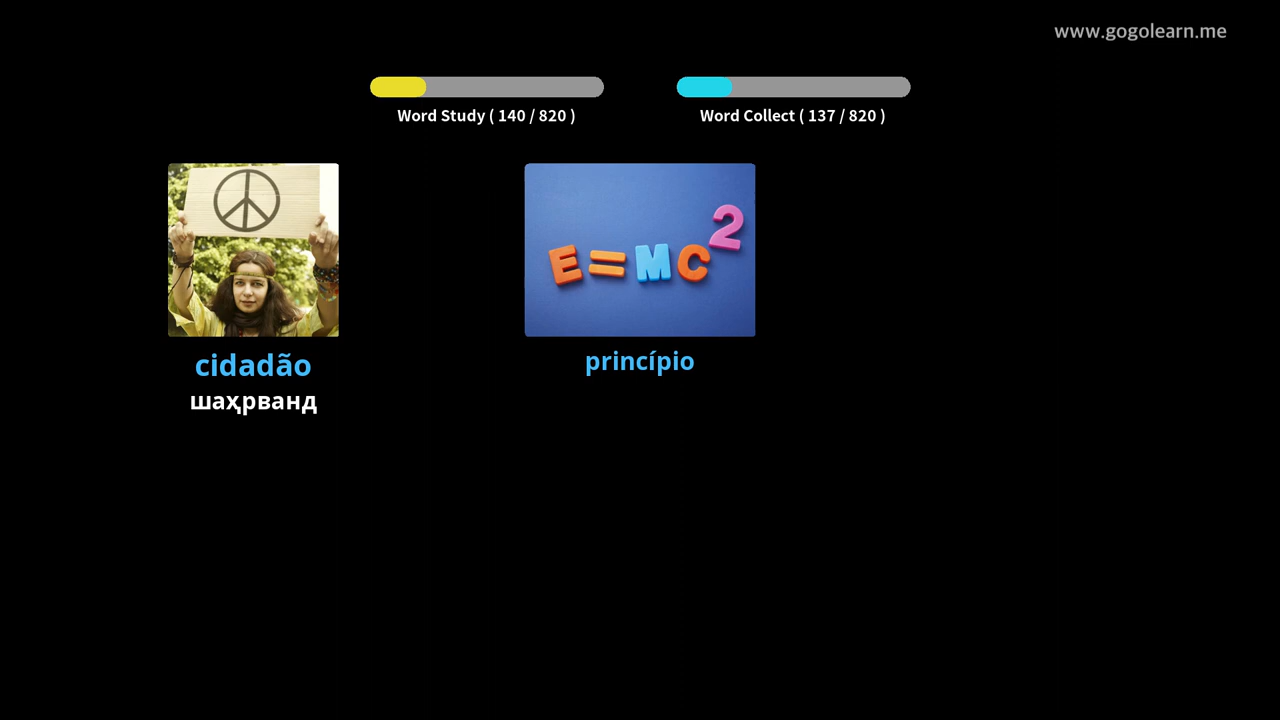 www.gogolearn.me
Word Study ( 140 / 820 )
Word Collect ( 137 / 820 )
E=MC2
cidadão
шаҳрванд
princípio